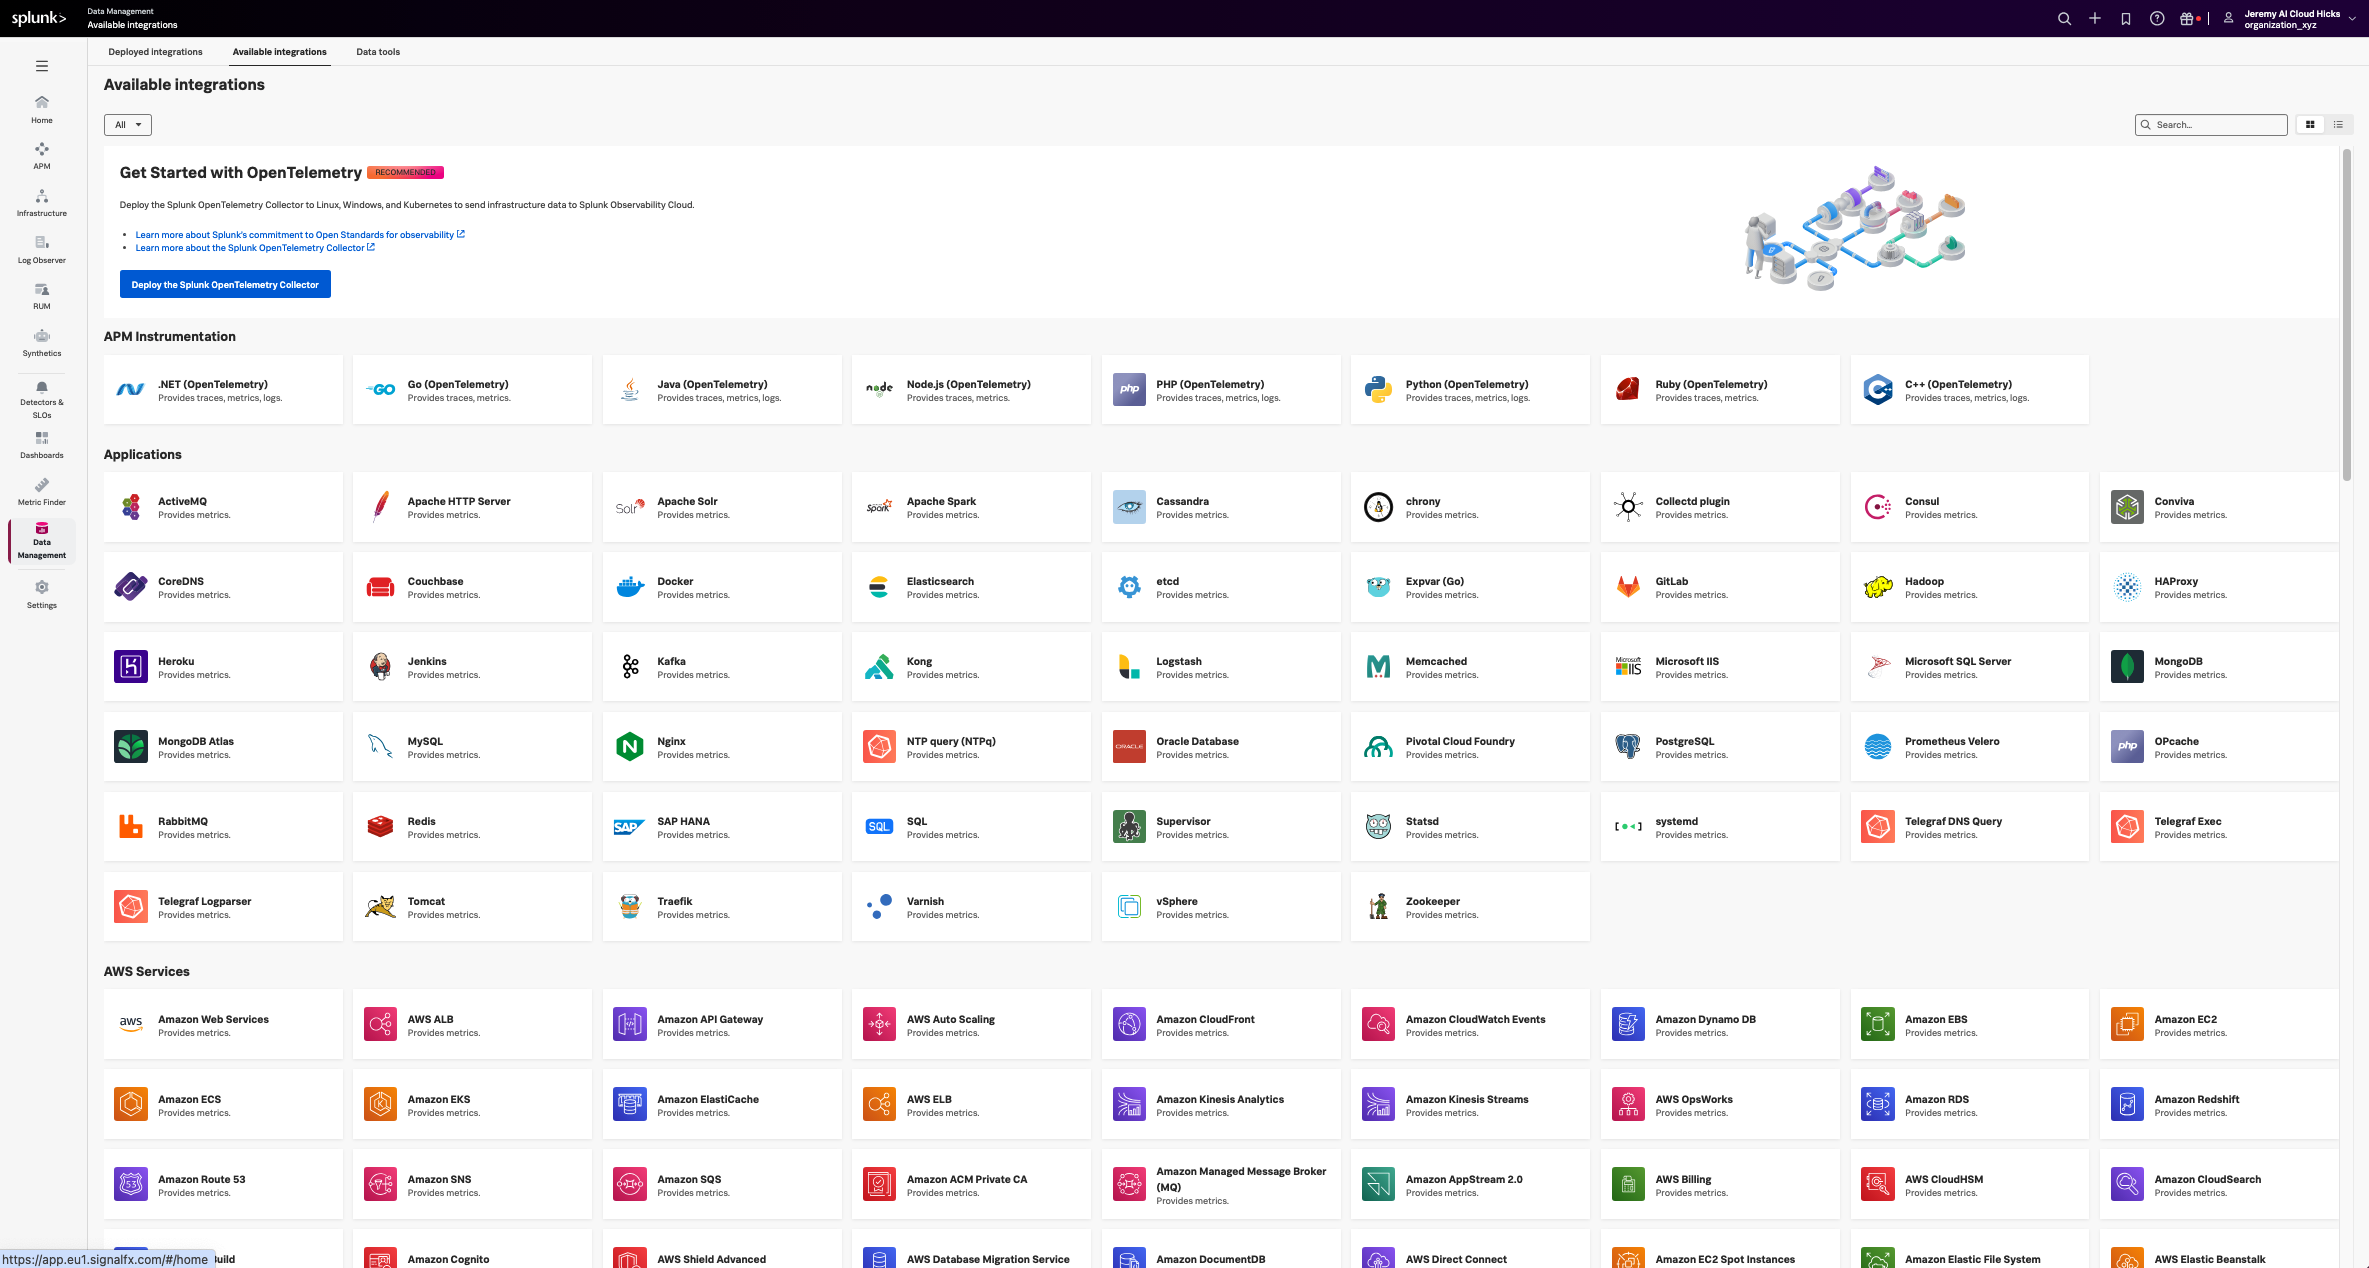 splunk>
Data Management
Available integrations
Jeremy AI Cloud Hicks
organization_xyz
Deployed integrations
Available integrations
Data tools
Home
APM
Infrastructure
Log Observer
RUM
Synthetics
Detectors &
SLOs
Dashboards
Metric Finder
Data
Management
Settings
Available integrations
All
Search...
Get Started with OpenTelemetry RECOMMENDED
Deploy the Splunk OpenTelemetry Collector to Linux, Windows, and Kubernetes to send infrastructure data to Splunk Observability Cloud.
Learn more about Splunk's commitment to Open Standards for observability
Learn more about the Splunk OpenTelemetry Collector
Deploy the Splunk OpenTelemetry Collector
APM Instrumentation
.NET (OpenTelemetry)
Provides traces, metrics, logs.
GO
Go (OpenTelemetry)
Provides traces, metrics.
Java (OpenTelemetry)
Provides traces, metrics, logs.
node
Node.js (OpenTelemetry)
Provides traces, metrics.
php
PHP (OpenTelemetry)
Provides traces, metrics, logs.
Python (OpenTelemetry)
Provides traces, metrics, logs.
Ruby (OpenTelemetry)
Provides traces, metrics.
C++ (OpenTelemetry)
Provides traces, metrics, logs.
Applications
ActiveMQ
Provides metrics.
Apache HTTP Server
Provides metrics.
Solr
Apache Solr
Provides metrics.
Spark
Apache Spark
Provides metrics.
Cassandra
Provides metrics.
chrony
Provides metrics.
Collectd plugin
Provides metrics.
Consul
Provides metrics.
Conviva
Provides metrics.
CoreDNS
Provides metrics.
Couchbase
Provides metrics.
Docker
Provides metrics.
Elasticsearch
Provides metrics.
etcd
Provides metrics.
Expvar (Go)
Provides metrics.
GitLab
Provides metrics.
Hadoop
Provides metrics.
HAProxy
Provides metrics.
Heroku
Provides metrics.
Jenkins
Provides metrics.
Kafka
Provides metrics.
Kong
Provides metrics.
Logstash
Provides metrics.
Memcached
Provides metrics.
Microsoft
IIS
Microsoft IIS
Provides metrics.
Microsoft SQL Server
Provides metrics.
MongoDB
Provides metrics.
MongoDB Atlas
Provides metrics.
MySQL
Provides metrics.
N
Nginx
Provides metrics.
NTP query (NTPq)
Provides metrics.
ORACLE
Oracle Database
Provides metrics.
Pivotal Cloud Foundry
Provides metrics.
PostgreSQL
Provides metrics.
Prometheus Velero
Provides metrics.
php
OPcache
Provides metrics.
RabbitMQ
Provides metrics.
Redis
Provides metrics.
SAP
SAP HANA
Provides metrics.
SQL
SQL
Provides metrics.
Supervisor
Provides metrics.
Statsd
Provides metrics.
systemd
Provides metrics.
Telegraf DNS Query
Provides metrics.
Telegraf Exec
Provides metrics.
Telegraf Logparser
Provides metrics.
Tomcat
Provides metrics.
Traefik
Provides metrics.
Varnish
Provides metrics.
vSphere
Provides metrics.
Zookeeper
Provides metrics.
AWS Services
aws
Amazon Web Services
Provides metrics.
AWS ALB
Provides metrics.
Amazon API Gateway
Provides metrics.
AWS Auto Scaling
Provides metrics.
Amazon CloudFront
Provides metrics.
Amazon CloudWatch Events
Provides metrics.
Amazon Dynamo DB
Provides metrics.
Amazon EBS
Provides metrics.
Amazon EC2
Provides metrics.
Amazon ECS
Provides metrics.
Amazon EKS
Provides metrics.
Amazon ElastiCache
Provides metrics.
AWS ELB
Provides metrics.
Amazon Kinesis Analytics
Provides metrics.
Amazon Kinesis Streams
Provides metrics.
AWS OpsWorks
Provides metrics.
Amazon RDS
Provides metrics.
Amazon Redshift
Provides metrics.
53
Amazon Route 53
Provides metrics.
Amazon SNS
Provides metrics.
Amazon SQS
Provides metrics.
Amazon ACM Private CA
Provides metrics.
Amazon Managed Message Broker
(MQ)
Provides metrics.
Amazon AppStream 2.0
Provides metrics.
AWS Billing
Provides metrics.
AWS CloudHSM
Provides metrics.
Amazon CloudSearch
Provides metrics.
https://app.eu1.signalfx.com/#/home
uild
Amazon Cognito
AWS Shield Advanced
AWS Database Migration Service
Amazon DocumentDB
AWS Direct Connect
Amazon EC2 Spot Instances
Amazon Elastic File System
AWS Elastic Beanstalk